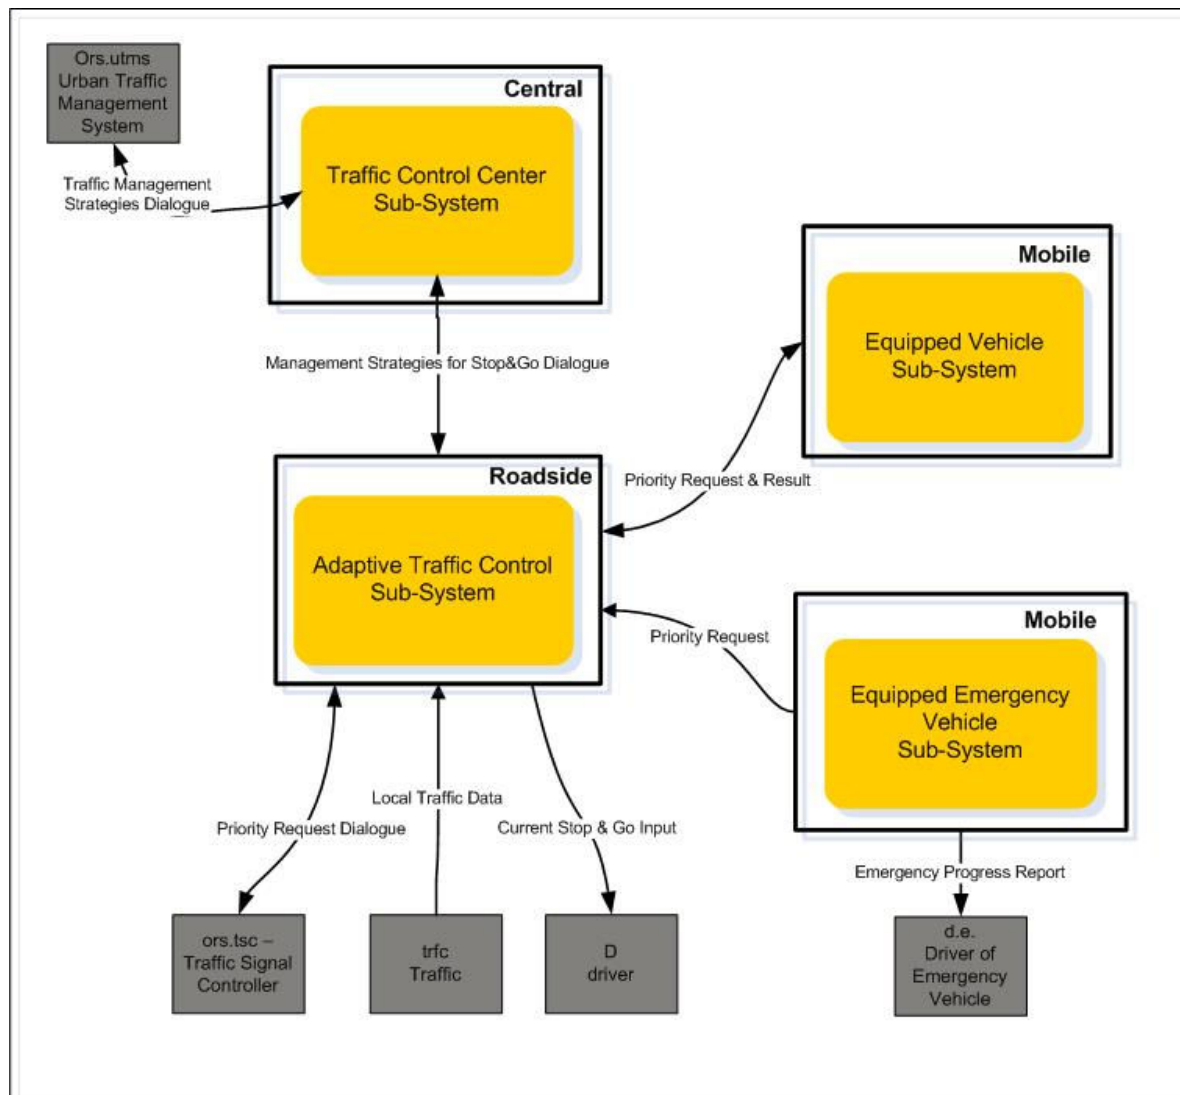 Ors.utms
Urban Traffic
Management
System
Central
Traffic Control Center
Sub-System
Traffic Management
Strategies Dialogue
Mobile
Equipped Vehicle
Sub-System
Management Strategies for Stop&Go Dialogue
Roadside
Adaptive Traffic Control
Sub-System
Priority Request & Result
Priority Request
Mobile
Equipped Emergency
Vehicle
Sub-System
Local Traffic Data
Priority Request Dialogue
Current Stop & Go Input
Emergency Progress Report
ors.tsc –
Traffic Signal
Controller
trfc
Traffic
D
driver
d.e.
Driver of
Emergency
Vehicle